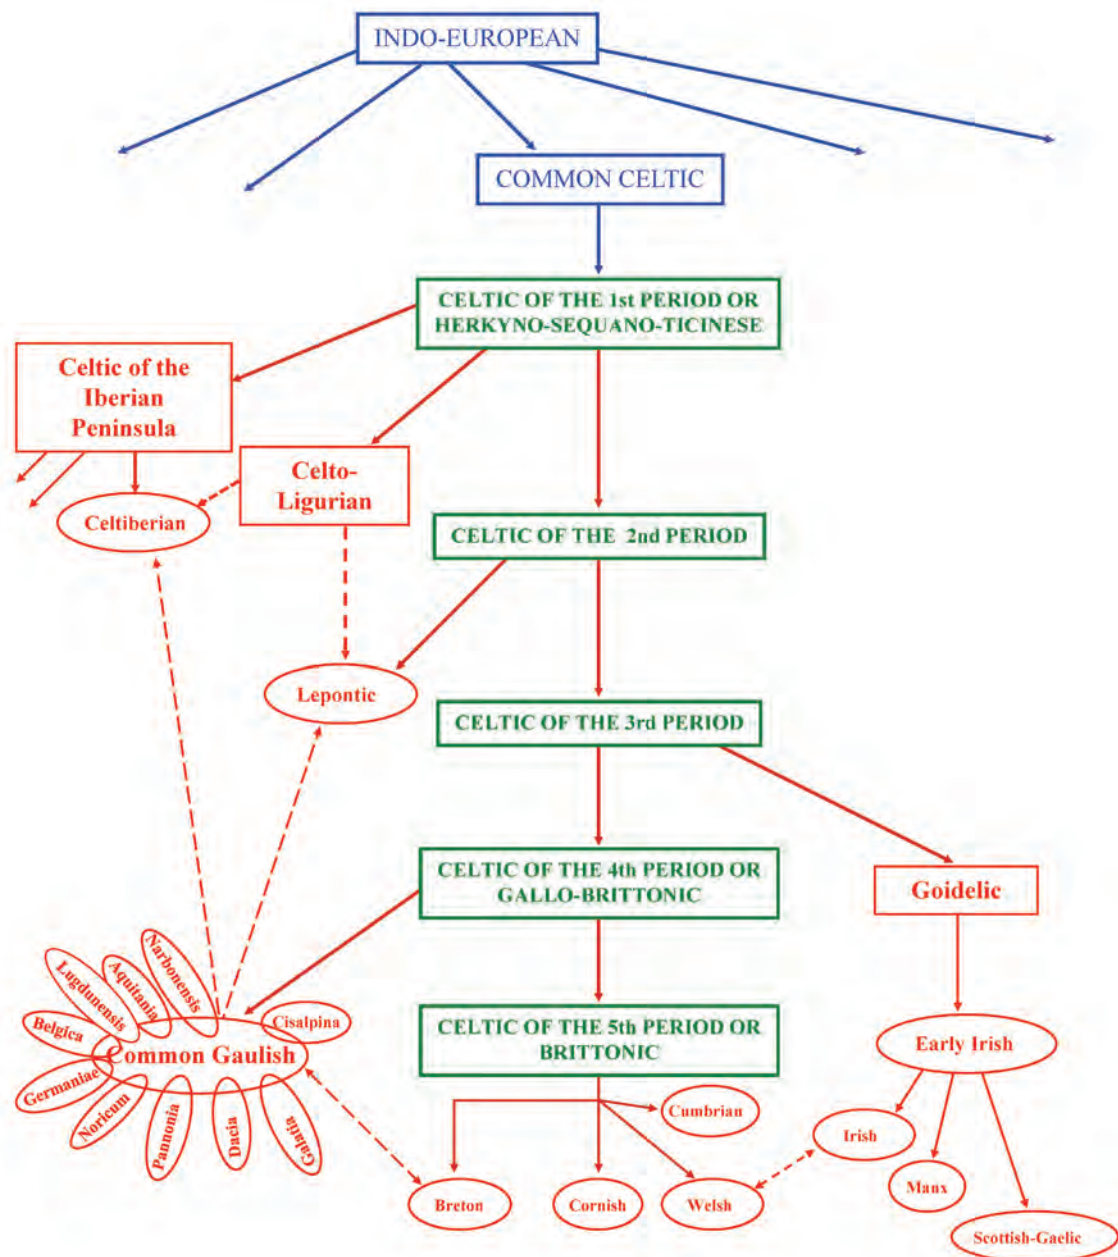 INDO-EUROPEAN
COMMON CELTIC
CELTIC OF THE 1st PERIOD OR
HERKYNO-SEQUANO-TICINESE
Celtic of the
Iberian
Peninsula
Celto-
Ligurian
Celtiberian
CELTIC OF THE 2nd PERIOD
Lepontic
CELTIC OF THE 3rd PERIOD
CELTIC OF THE 4th PERIOD OR
GALLO-BRITTONIC
Goidelic
Narbonensis
Aquitania
Lugdunensis
Belgica
Cisalpina
Common Gaulish
Germaniae
Noricum
Pannonia
Dacia
Galatia
CELTIC OF THE 5th PERIOD OR
BRITTONIC
Early Irish
Cumbrian
Irish
Breton
Cornish
Welsh
Manx
Scottish-Gaelic